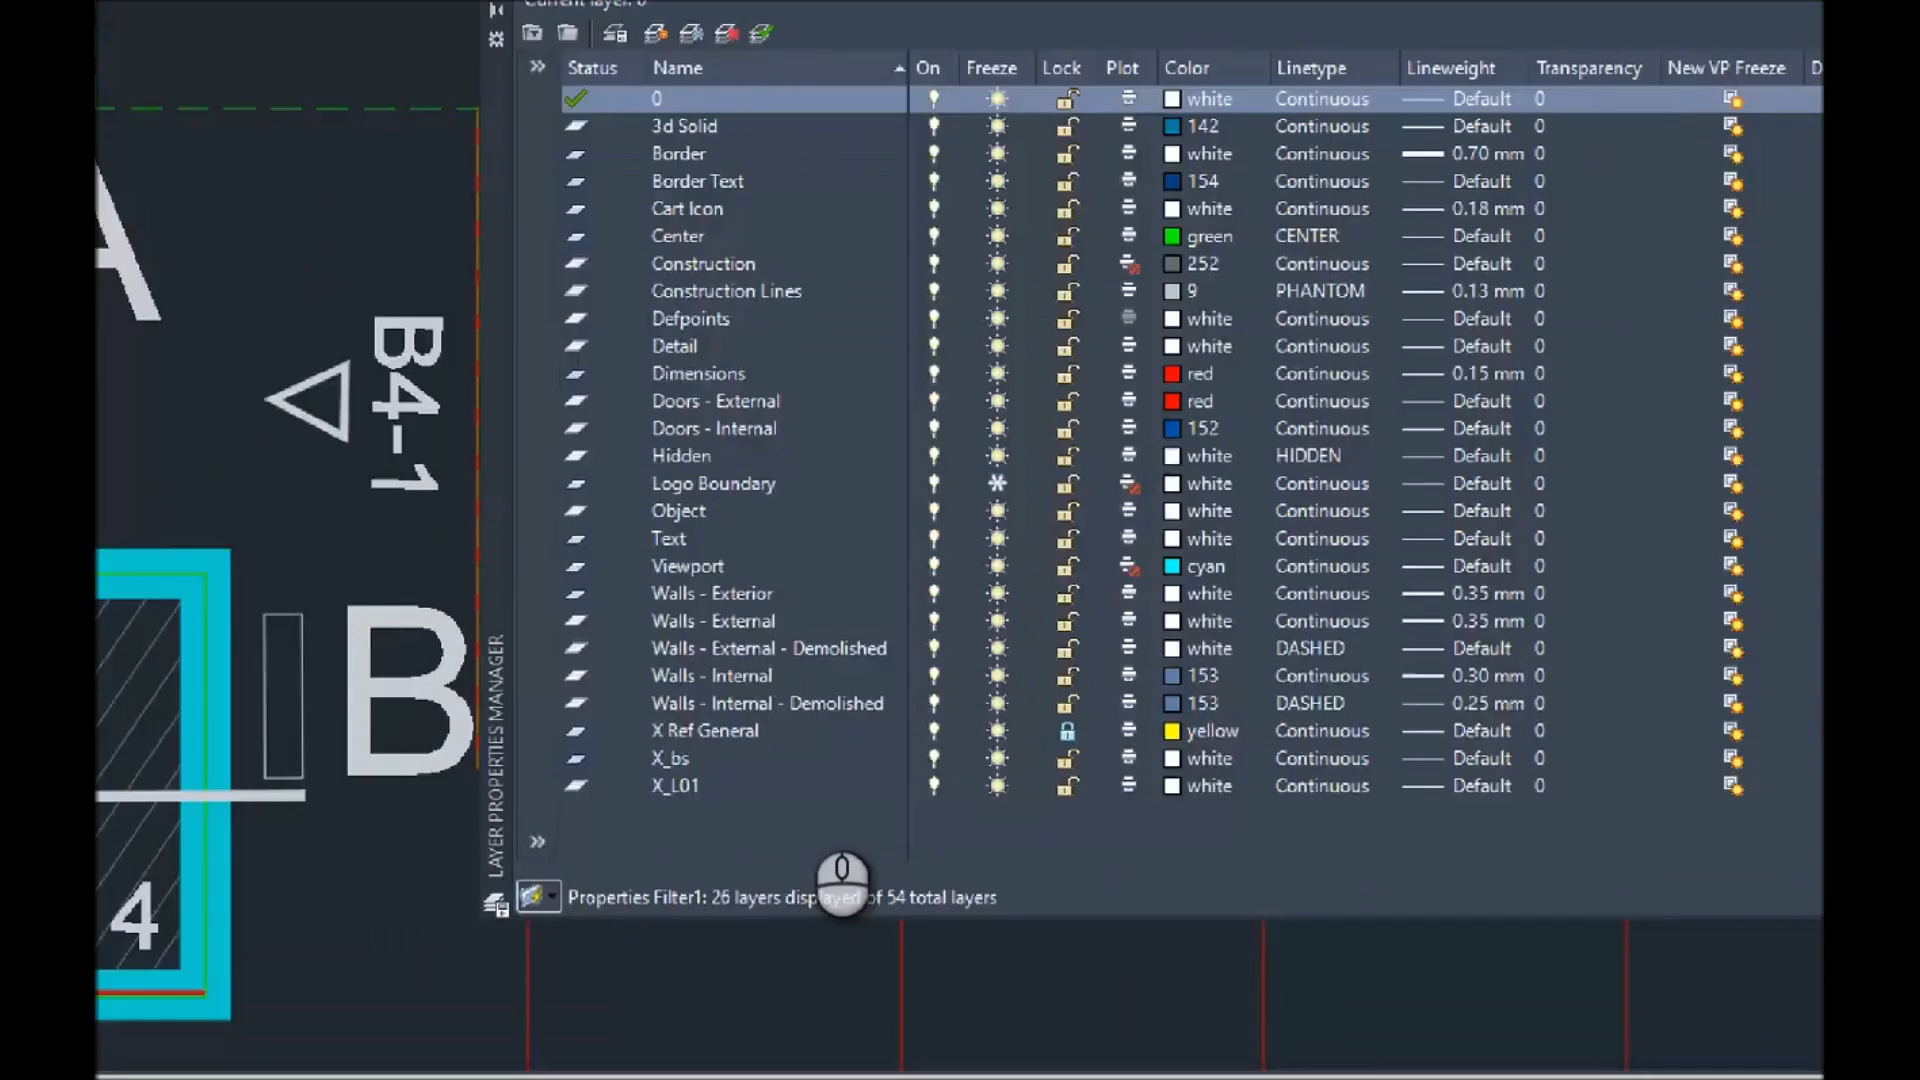 Current layer: 0
Status Name On Freeze Lock Plot Color Linetype Lineweight Transparency New VP Freeze D
0 white Continuous Default 0
3d Solid 142 Continuous Default 0
Border white Continuous 0.70 mm 0
Border Text 154 Continuous Default 0
Cart Icon white Continuous 0.18 mm 0
Center green CENTER Default 0
Construction 252 Continuous Default 0
Construction Lines 9 PHANTOM 0.13 mm 0
Defpoints white Continuous Default 0
Detail white Continuous Default 0
Dimensions red Continuous 0.15 mm 0
Doors - External red Continuous Default 0
Doors - Internal 152 Continuous Default 0
Hidden white HIDDEN Default 0
Logo Boundary white Continuous Default 0
Object white Continuous Default 0
Text white Continuous Default 0
Viewport cyan Continuous Default 0
Walls - Exterior white Continuous 0.35 mm 0
Walls - External white Continuous 0.35 mm 0
Walls - External - Demolished white DASHED Default 0
Walls - Internal 153 Continuous 0.30 mm 0
Walls - Internal - Demolished 153 DASHED 0.25 mm 0
X Ref General yellow Continuous Default 0
X_bs white Continuous Default 0
X_L01 white Continuous Default 0
Properties Filter1: 26 layers displayed of 54 total layers
LAYER PROPERTIES MANAGER
A
B4-1
B
4